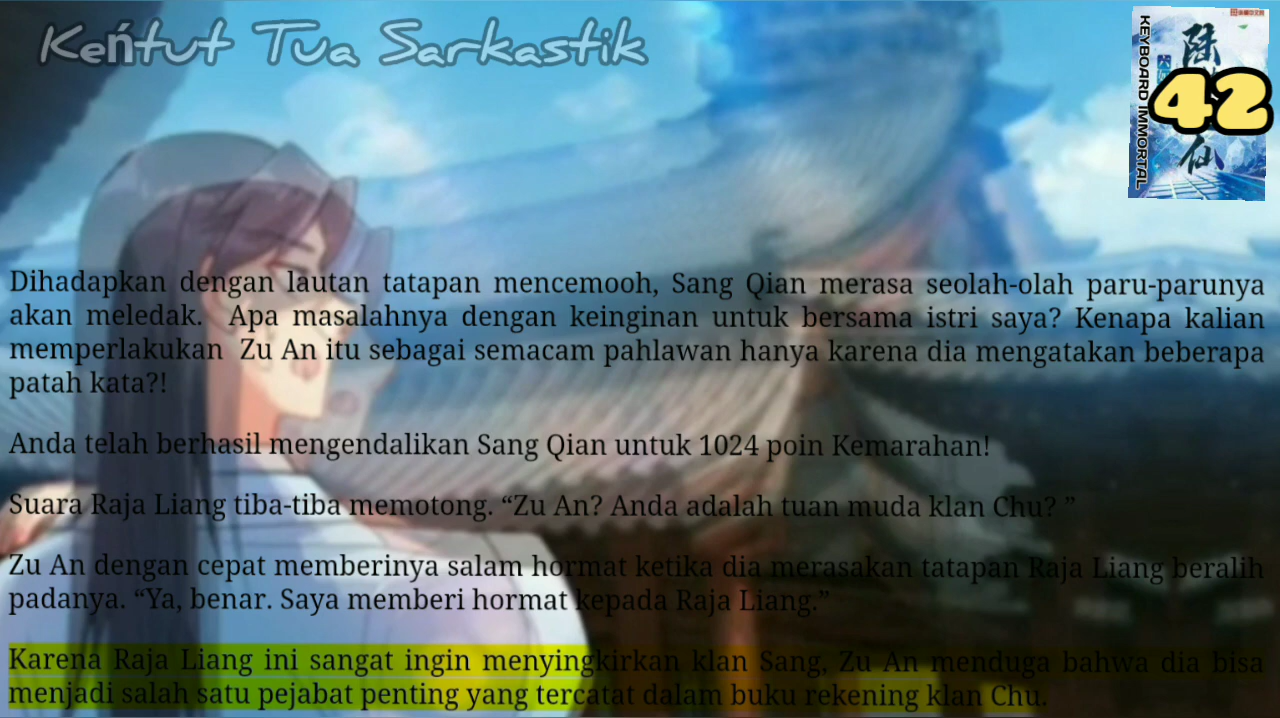 Keńtut Tua Sarkastik
KEYBOARD IMMORTAL
陆
仙
42
Dihadapkan dengan lautan tatapan mencemooh, Sang Qian merasa seolah-olah paru-parunya
akan meledak. Apa masalahnya dengan keinginan untuk bersama istri saya? Kenapa kalian
memperlakukan Zu An itu sebagai semacam pahlawan hanya karena dia mengatakan beberapa
patah kata?!
Anda telah berhasil mengendalikan Sang Qian untuk 1024 poin Kemarahan!
Suara Raja Liang tiba-tiba memotong. “Zu An? Anda adalah tuan muda klan Chu? ”
Zu An dengan cepat memberinya salam hormat ketika dia merasakan tatapan Raja Liang beralih
padanya. “Ya, benar. Saya memberi hormat kepada Raja Liang.”
Karena Raja Liang ini sangat ingin menyingkirkan klan Sang, Zu An menduga bahwa dia bisa
menjadi salah satu pejabat penting yang tercatat dalam buku rekening klan Chu.